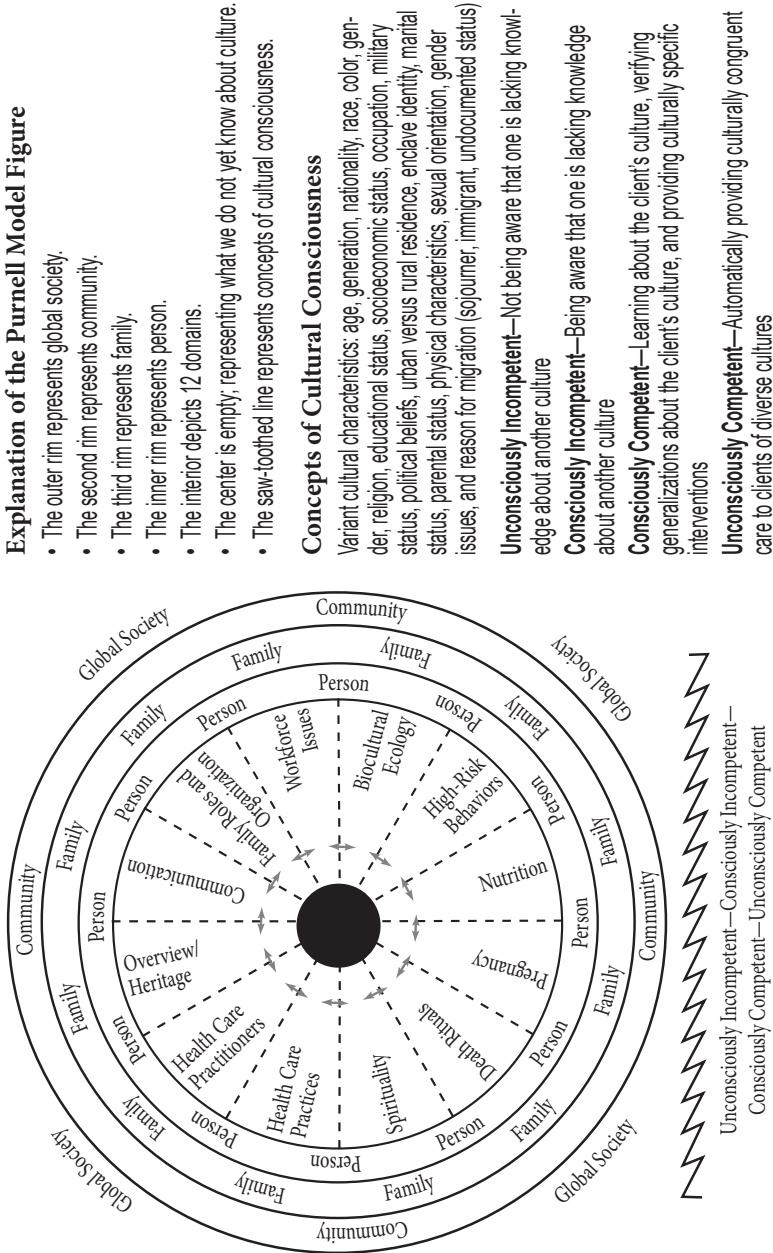 Global Society
Community
Global Society
Family
Family
Family
Family
Family
Family
Family
Family
Family
Family
Family
Family
Person
Person
Person
Person
Person
Person
Person
Person
Person
Person
Person
Person
Overview/
Heritage
Communication
Family Roles and
Organization
Workforce
Issues
Biocultural
Ecology
High-Risk
Behaviors
Nutrition
Pregnancy
Death Rituals
Spirituality
Health Care
Practices
Health Care
Practitioners
Community
Community
Global Society
Community
Global Society
Unconsciously Incompetent—Consciously Incompetent—
Consciously Competent—Unconsciously Competent
Explanation of the Purnell Model Figure
• The outer rim represents global society.
• The second rim represents community.
• The third rim represents family.
• The inner rim represents person.
• The interior depicts 12 domains.
• The center is empty; representing what we do not yet know about culture.
• The saw-toothed line represents concepts of cultural consciousness.
Concepts of Cultural Consciousness
Variant cultural characteristics: age, generation, nationality, race, color, gen-
der, religion, educational status, socioeconomic status, occupation, military
status, political beliefs, urban versus rural residence, enclave identity, marital
status, parental status, physical characteristics, sexual orientation, gender
issues, and reason for migration (sojourner, immigrant, undocumented status)
Unconsciously Incompetent—Not being aware that one is lacking knowl-
edge about another culture
Consciously Incompetent—Being aware that one is lacking knowledge
about another culture
Consciously Competent—Learning about the client's culture, verifying
generalizations about the client's culture, and providing culturally specific
interventions
Unconsciously Competent—Automatically providing culturally congruent
care to clients of diverse cultures